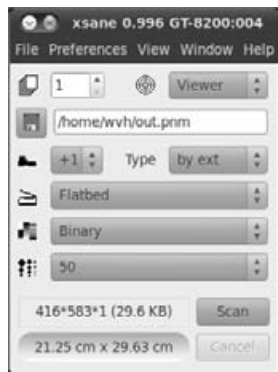 xsane 0.996 GT-8200:004
File Preferences View Window Help
1 Viewer
/home/wvh/out.pnm
+1 Type by ext
Flatbed
Binary
50
416*583*1 (29.6 KB) Scan
21.25 cm x 29.63 cm Cancel